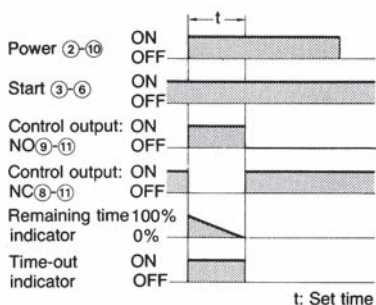 t
Power ②-⑩ ON
OFF
Start ③-⑥ ON
OFF
Control output: ON
NO⑨-⑪ OFF
Control output: ON
NC⑧-⑪ OFF
Remaining time 100%
indicator 0%
Time-out ON
indicator OFF
t: Set time